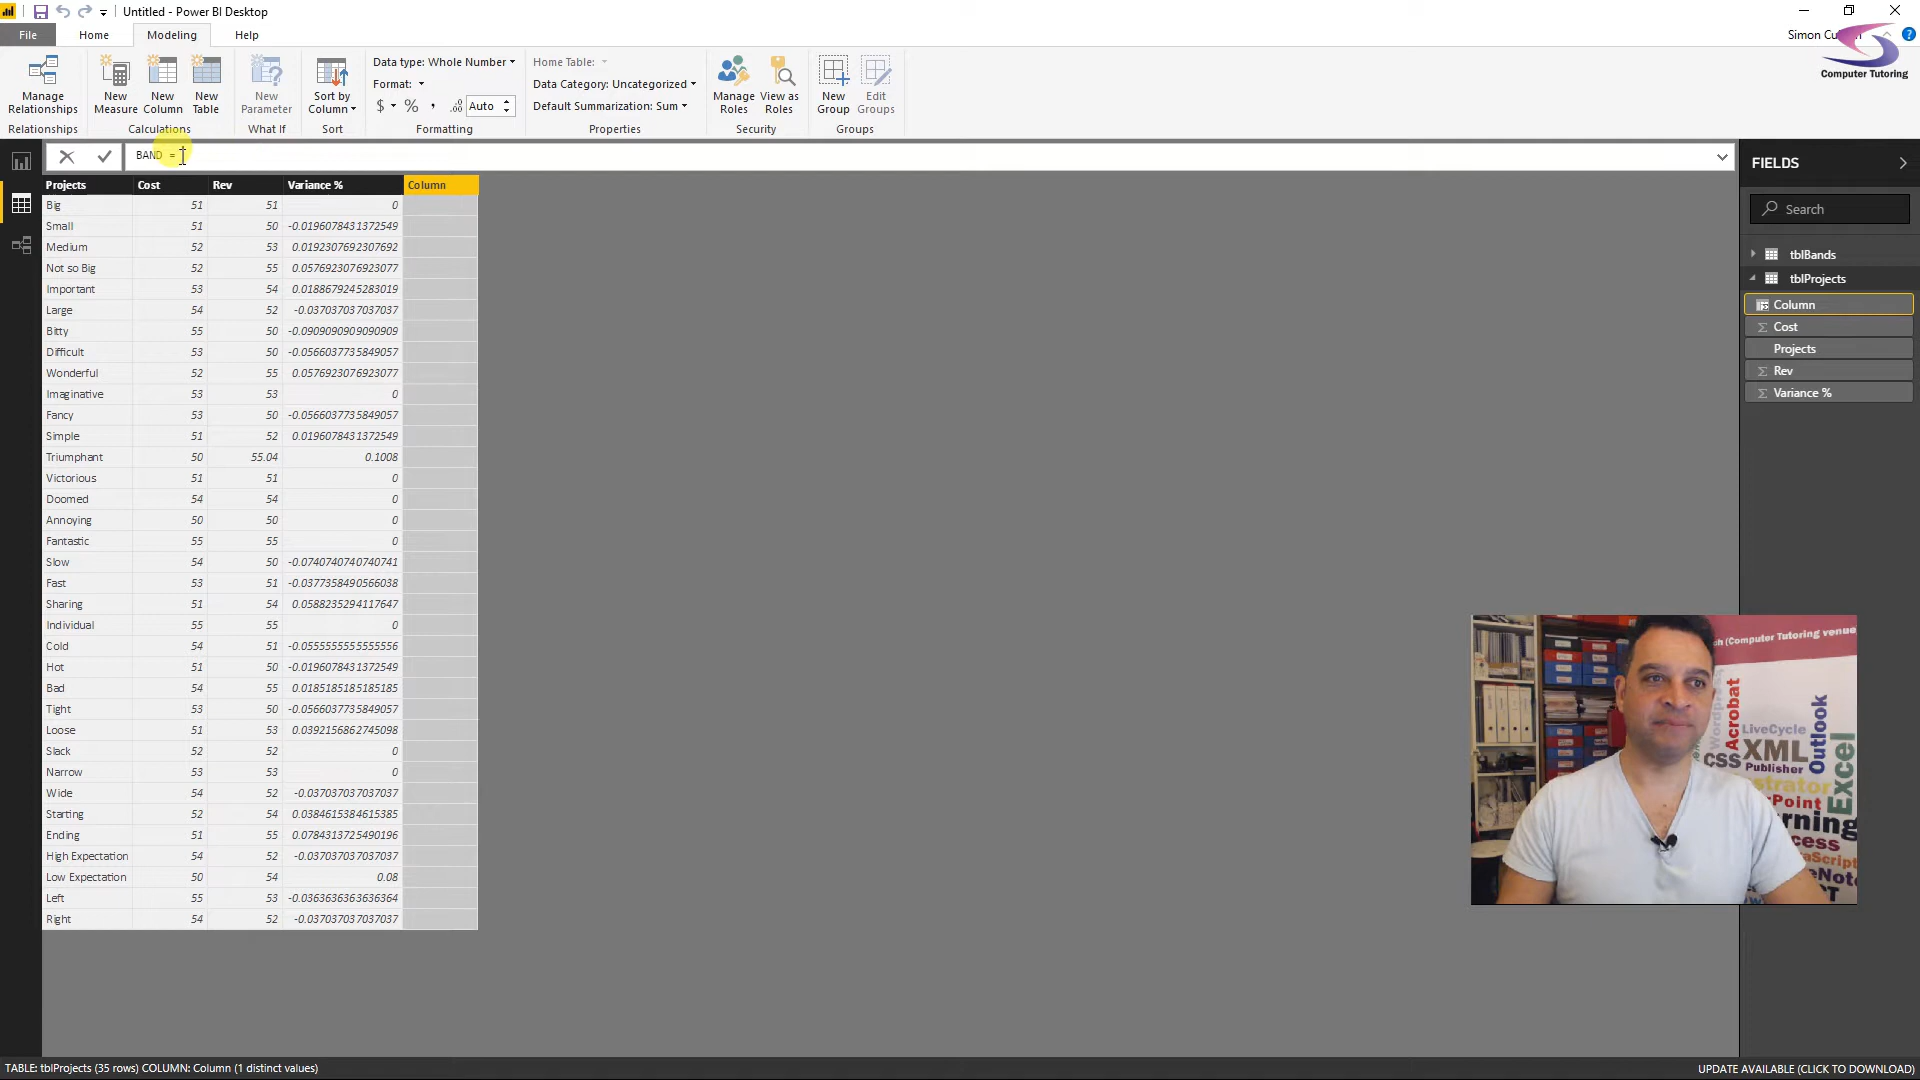 Untitled - Power BI Desktop
File Home Modeling Help
Simon Cu
Computer Tutoring
Manage Relationships
New Measure
New Column
New Table
New Parameter
Sort by Column
Data type: Whole Number
Format:
$ % , .00 Auto
Home Table:
Data Category: Uncategorized
Default Summarization: Sum
Manage Roles
View as Roles
New Group
Edit Groups
Relationships Calculations What If Sort Formatting Properties Security Groups
BAND =
Projects Cost Rev Variance % Column
Big 51 51 0
Small 51 50 -0.0196078431372549
Medium 52 53 0.0192307692307692
Not so Big 52 55 0.0576923076923077
Important 53 54 0.0188679245283019
Large 54 52 -0.037037037037037
Bitty 55 50 -0.0909090909090909
Difficult 53 50 -0.0566037735849057
Wonderful 52 55 0.0576923076923077
Imaginative 53 53 0
Fancy 53 50 -0.0566037735849057
Simple 51 52 0.0196078431372549
Triumphant 50 55.04 0.1008
Victorious 51 51 0
Doomed 54 54 0
Annoying 50 50 0
Fantastic 55 55 0
Slow 54 50 -0.0740740740740741
Fast 53 51 -0.0377358490566038
Sharing 51 54 0.0588235294117647
Individual 55 55 0
Cold 54 51 -0.0555555555555556
Hot 51 50 -0.0196078431372549
Bad 54 55 0.0185185185185185
Tight 53 50 -0.0566037735849057
Loose 51 53 0.0392156862745098
Slack 52 52 0
Narrow 53 53 0
Wide 54 52 -0.037037037037037
Starting 52 54 0.0384615384615385
Ending 51 55 0.0784313725490196
High Expectation 54 52 -0.037037037037037
Low Expectation 50 54 0.08
Left 55 53 -0.0363636363636364
Right 54 52 -0.037037037037037
FIELDS
Search
tblBands
tblProjects
Column
Cost
Projects
Rev
Variance %
(Computer Tutoring venue
Wordpress
Acrobat
LiveCycle
XML
CSS
Publisher
Outlook
Excel
TABLE: tblProjects (35 rows) COLUMN: Column (1 distinct values)
UPDATE AVAILABLE (CLICK TO DOWNLOAD)